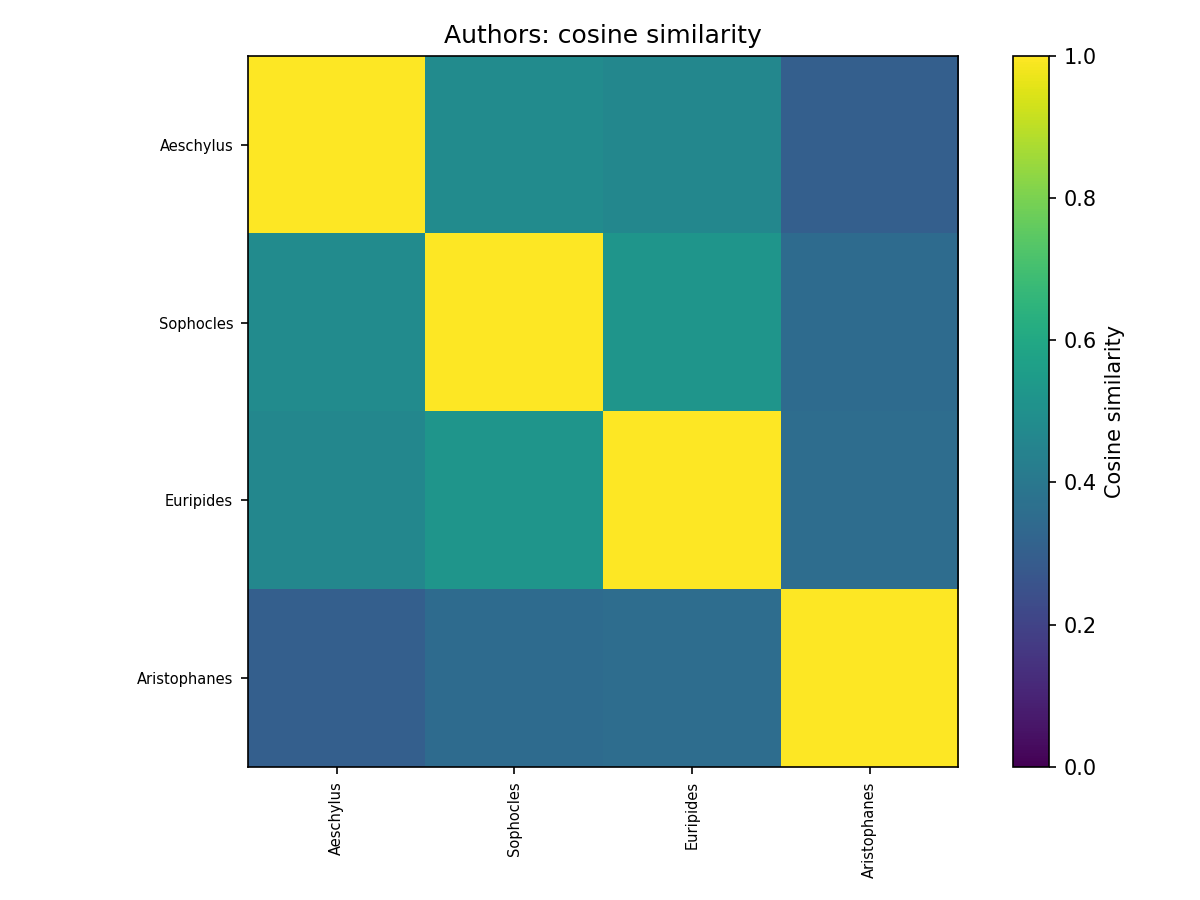 Authors: cosine similarity
Aeschylus
Sophocles
Euripides
Aristophanes
Aeschylus
Sophocles
Euripides
Aristophanes
1.0
0.8
0.6
0.4
0.2
0.0
Cosine similarity